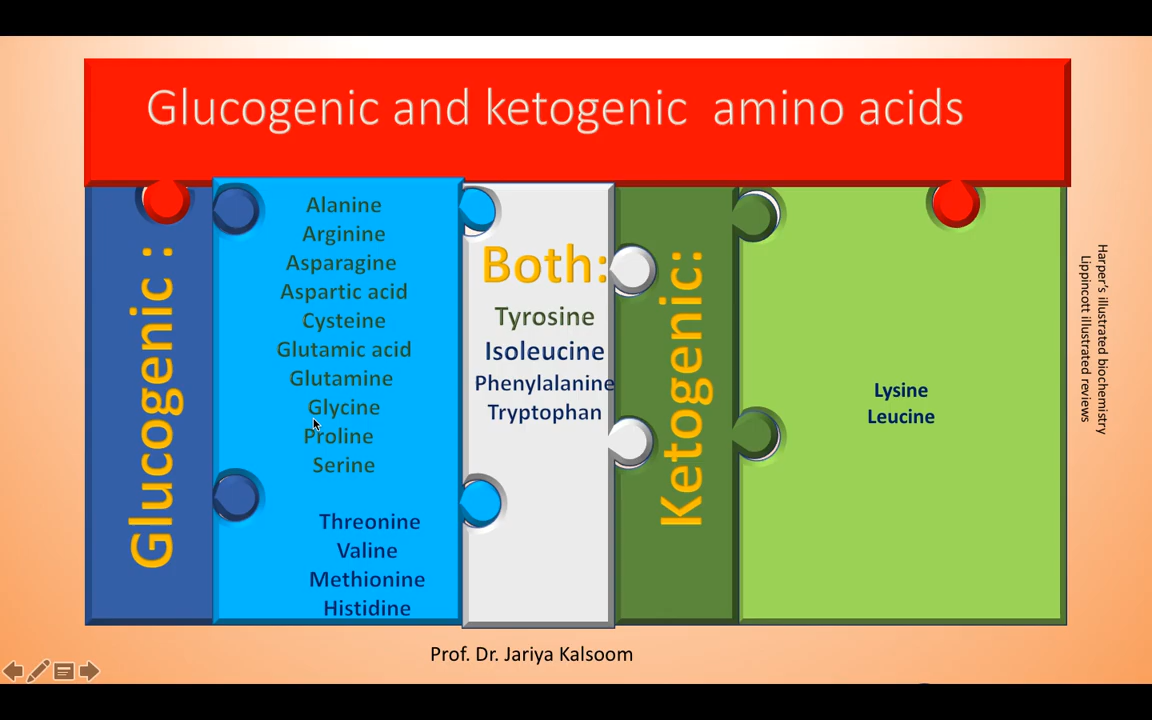 Glucogenic and ketogenic amino acids
Glucogenic :
Alanine
Arginine
Asparagine
Aspartic acid
Cysteine
Glutamic acid
Glutamine
Glycine
Proline
Serine
Threonine
Valine
Methionine
Histidine
Both:
Tyrosine
Isoleucine
Phenylalanine
Tryptophan
Ketogenic:
Lysine
Leucine
Harper's illustrated biochemistry
Lippincott illustrated reviews
Prof. Dr. Jariya Kalsoom